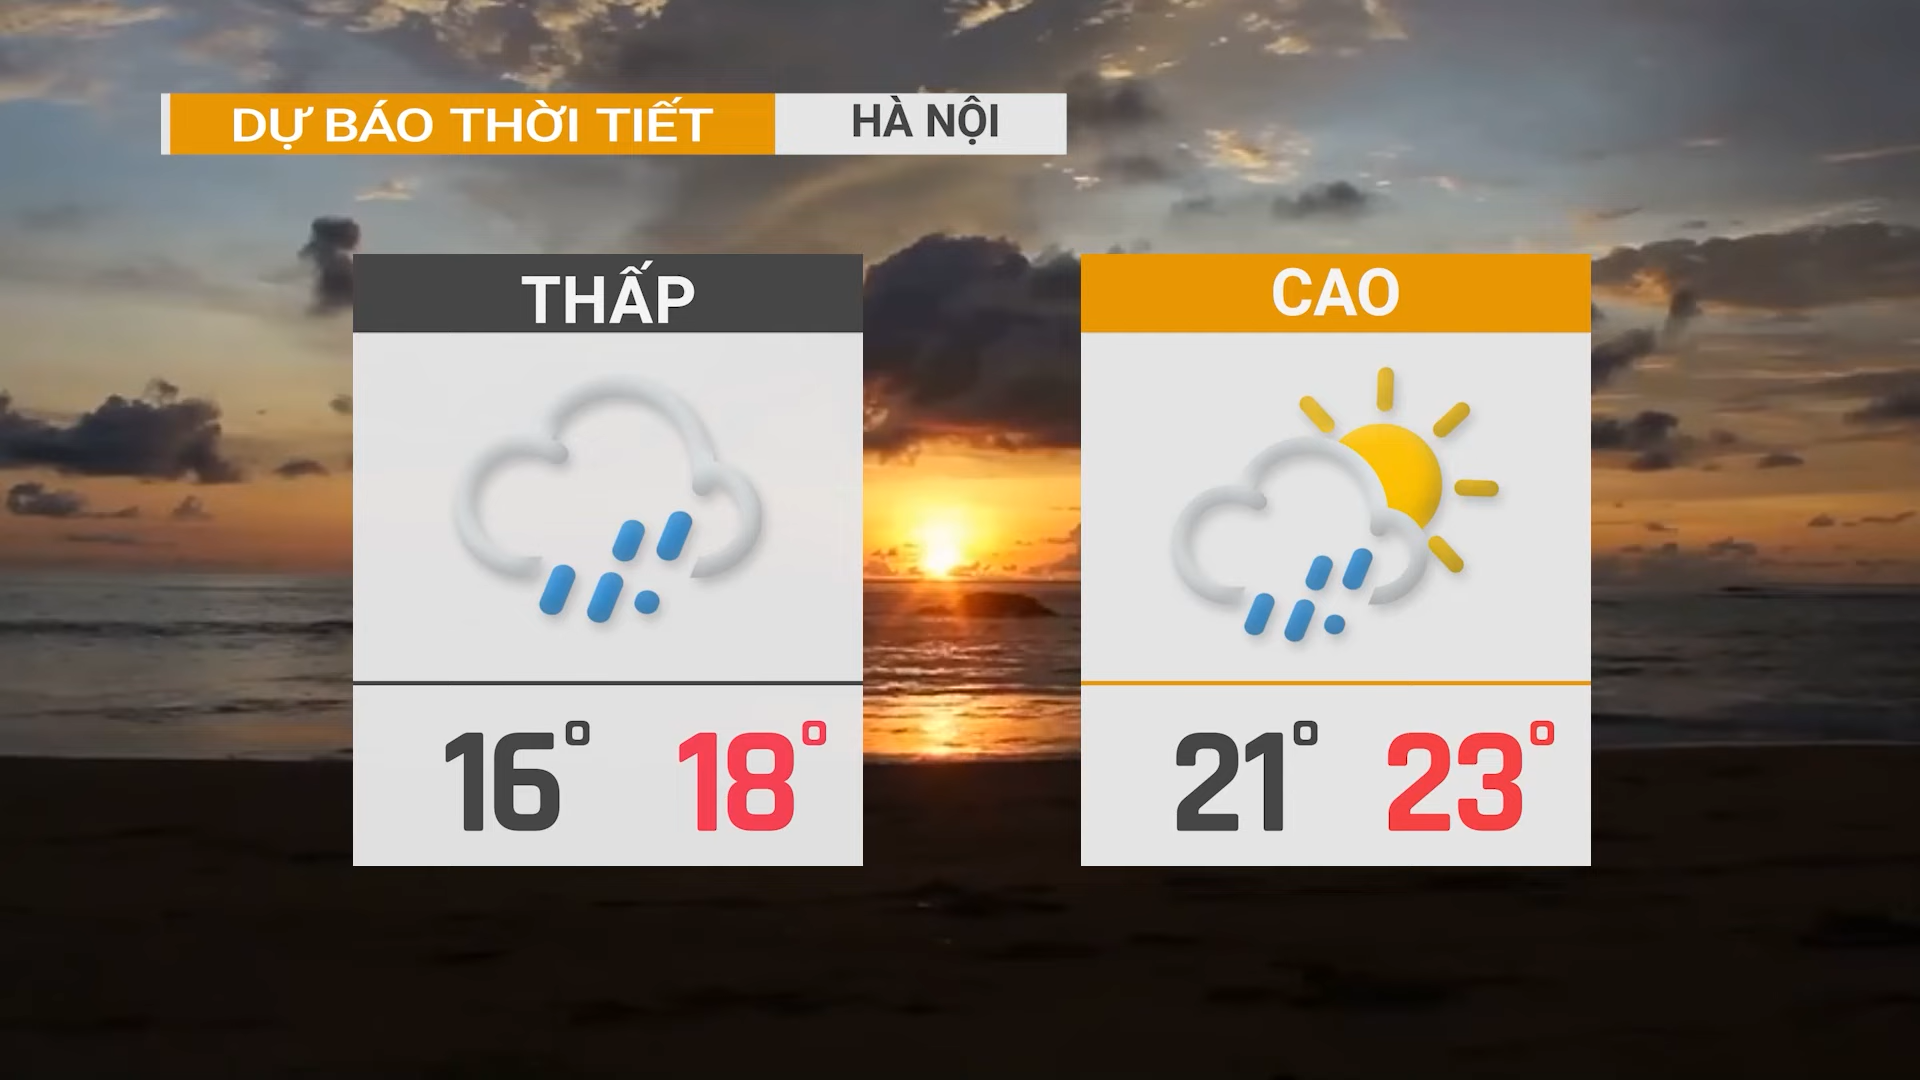 DỰ BÁO THỜI TIẾT
HÀ NỘI
THẤP
CAO
16° 18°
21° 23°